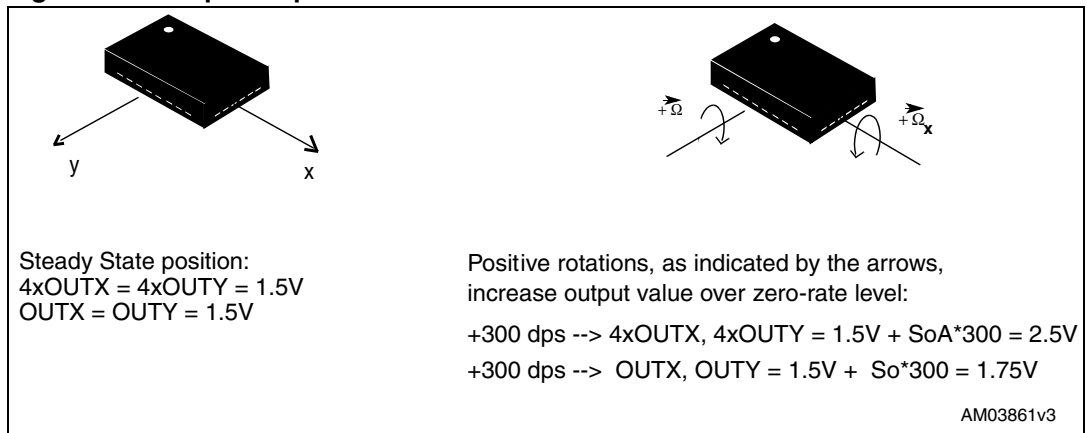 y
x
+Ω
+Ωx
Steady State position:
4xOUTX = 4xOUTY = 1.5V
OUTX = OUTY = 1.5V
Positive rotations, as indicated by the arrows,
increase output value over zero-rate level:
+300 dps --> 4xOUTX, 4xOUTY = 1.5V + SoA*300 = 2.5V
+300 dps --> OUTX, OUTY = 1.5V + So*300 = 1.75V
AM03861v3